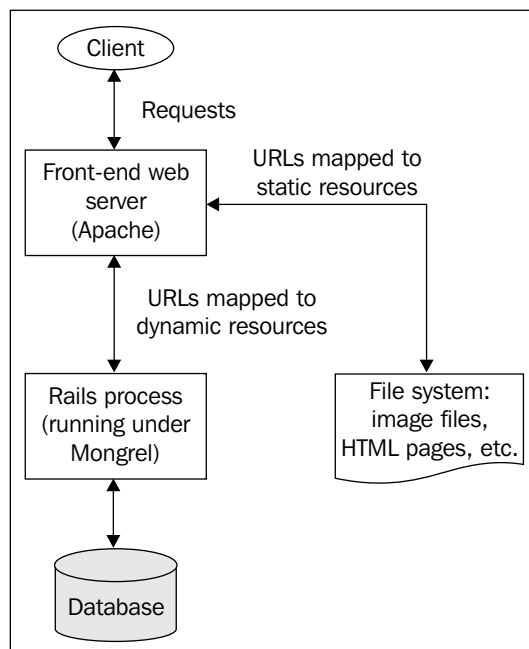 Client
Requests
Front-end web
server
(Apache)
URLs mapped to
static resources
URLs mapped to
dynamic resources
Rails process
(running under
Mongrel)
File system:
image files,
HTML pages, etc.
Database